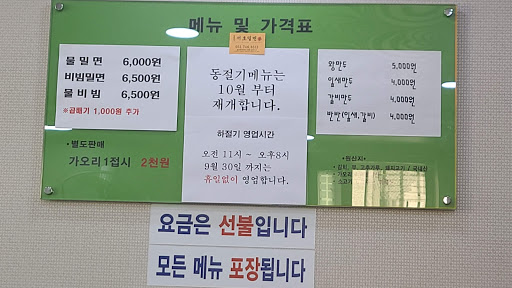 메뉴 및 가격표
물밀면 6,000원
비빔밀면 6,500원
물비빔 6,500원
※곱빼기 1,000원 추가
• 별도판매
가오리 1접시 2천원
동절기메뉴는
10월 부터
재개합니다.
하절기 영업시간
오전 11시 ~ 오후8시
9월 30일 까지는
휴일없이 영업합니다.
왕만두 5,000원
잎새만두 4,000원
갈비만두 4,000원
반반(잎새,갈비) 4,000원
• 원산지
요금은 선불입니다
모든 메뉴 포장됩니다